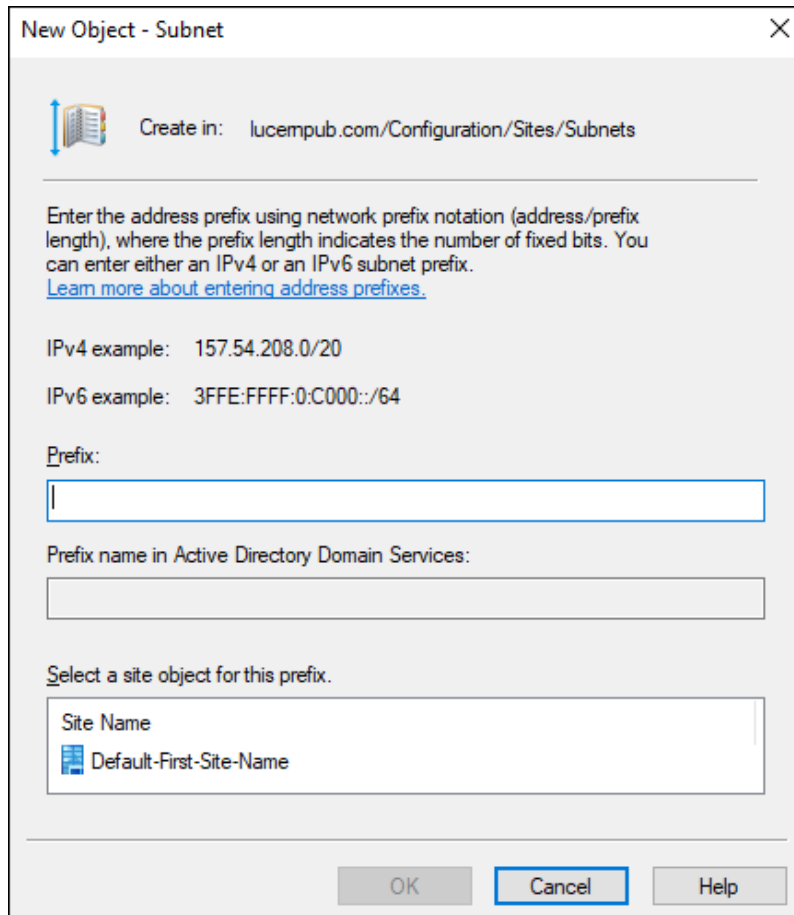 New Object - Subnet
Create in: lucernpub.com/Configuration/Sites/Subnets
Enter the address prefix using network prefix notation (address/prefix
length), where the prefix length indicates the number of fixed bits. You
can enter either an IPv4 or an IPv6 subnet prefix.
Learn more about entering address prefixes.
IPv4 example: 157.54.208.0/20
IPv6 example: 3FFE:FFFF:0:C000::/64
Prefix:
Prefix name in Active Directory Domain Services:
Select a site object for this prefix.
Site Name
Default-First-Site-Name
OK Cancel Help